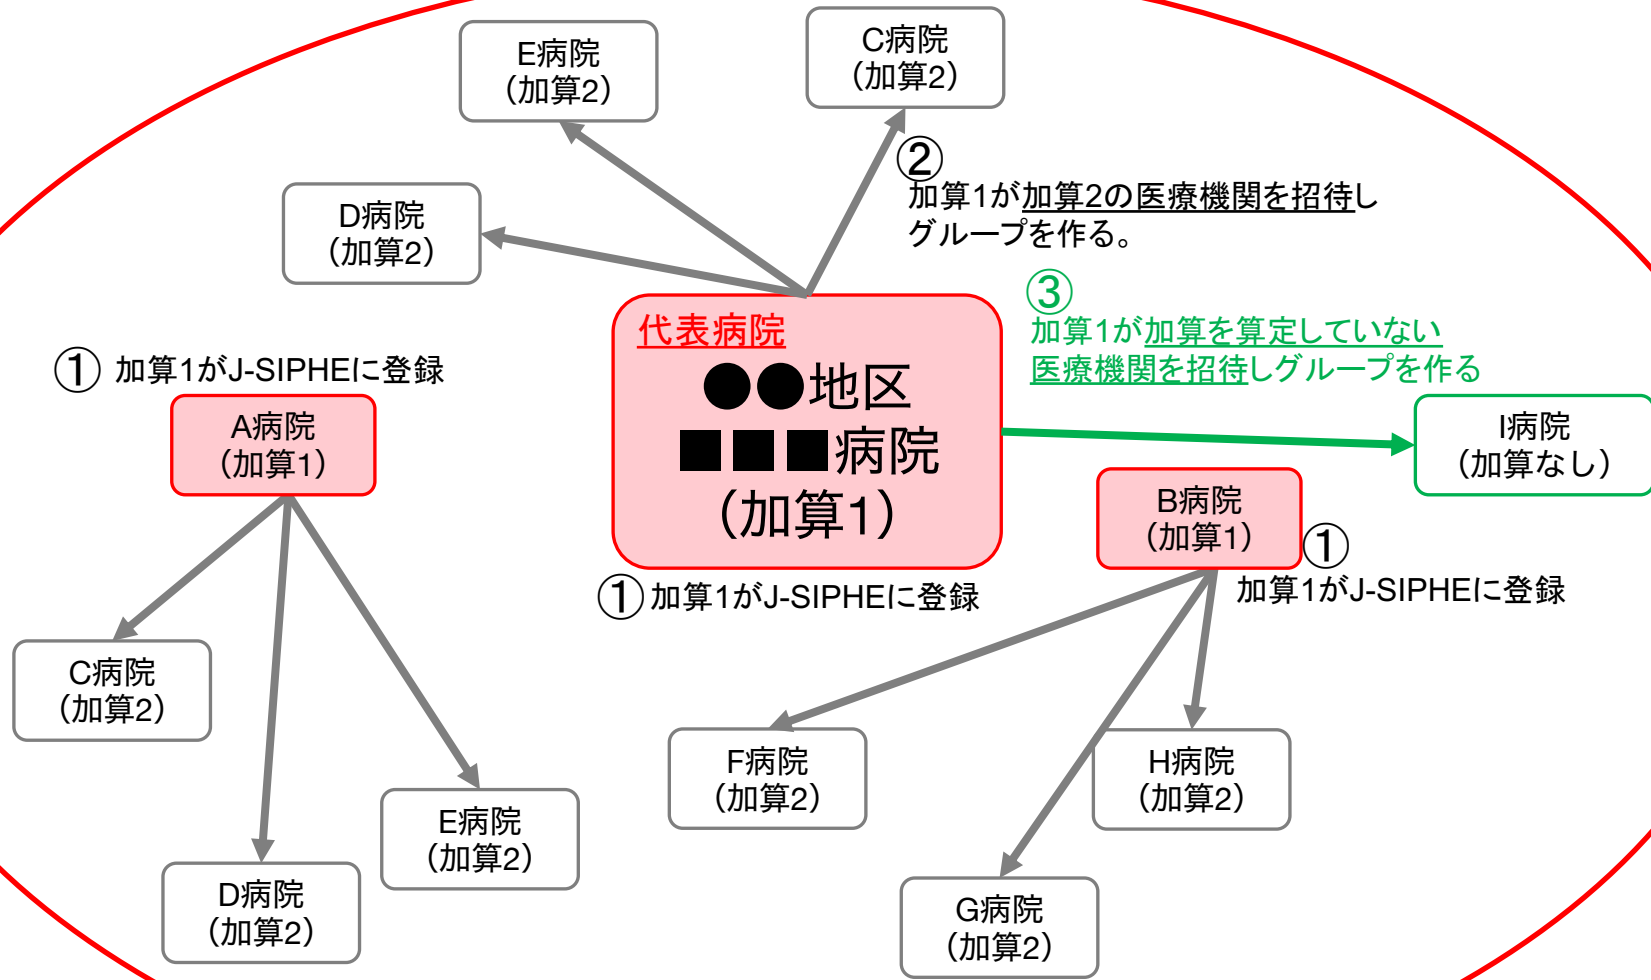 E病院
（加算2）
C病院
（加算2）
D病院
（加算2）
②
加算1が加算2の医療機関を招待し
グループを作る。
③
加算1が加算を算定していない
医療機関を招待しグループを作る
代表病院
●●地区
■■■病院
（加算1）
① 加算1がJ-SIPHEに登録
A病院
（加算1）
I病院
（加算なし）
B病院
（加算1）
①
加算1がJ-SIPHEに登録
① 加算1がJ-SIPHEに登録
C病院
（加算2）
E病院
（加算2）
D病院
（加算2）
F病院
（加算2）
H病院
（加算2）
G病院
（加算2）